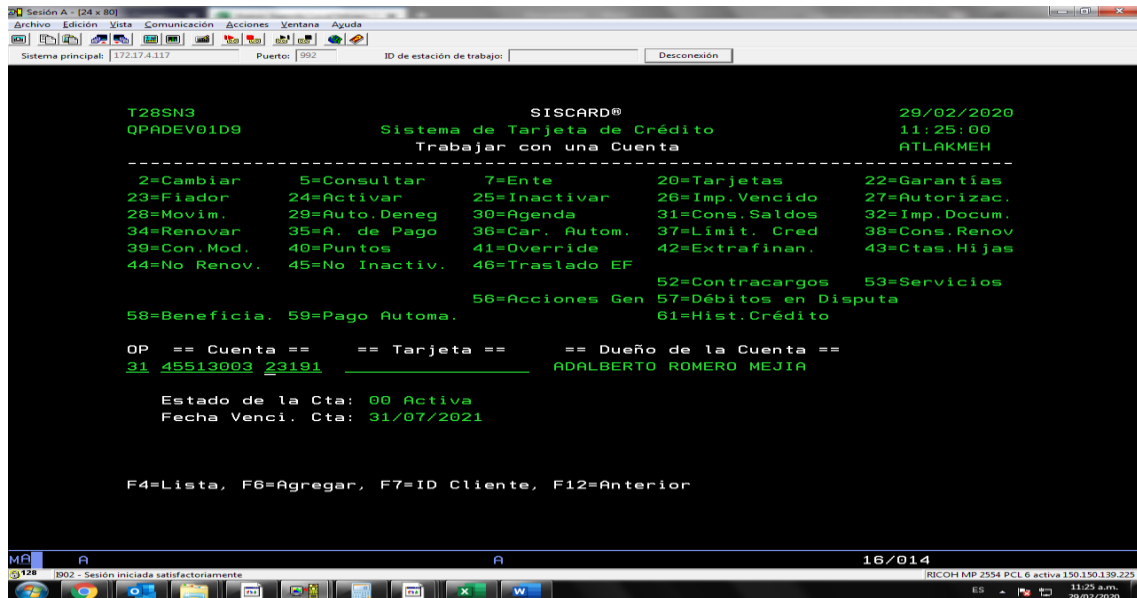 Sesión A - [24 x 80]
Archivo Edición Vista Comunicación Acciones Ventana Ayuda
Sistema principal: 172.17.4.117 Puerto: 992 ID de estación de trabajo: Desconexión
T28SN3 SISCARD® 29/02/2020
QPADEV01D9 Sistema de Tarjeta de Crédito 11:25:00
Trabajar con una Cuenta ATLAKMEH
2=Cambiar 5=Consultar 7=Ente 20=Tarjetas 22=Garantías
23=Fiador 24=Activar 25=Inactivar 26=Imp.Vencido 27=Autorizac.
28=Movim. 29=Auto.Deneg 30=Agenda 31=Cons.Saldos 32=Imp.Docum.
34=Renovar 35=A. de Pago 36=Car. Autom. 37=Límit. Cred 38=Cons.Renov
39=Con.Mod. 40=Puntos 41=Override 42=Extrafinan. 43=Ctas.Hijas
44=No Renov. 45=No Inactiv. 46=Traslado EF
52=Contracargos 53=Servicios
56=Acciones Gen 57=Débitos en Disputa
58=Beneficia. 59=Pago Automa. 61=Hist.Crédito
OP == Cuenta == == Tarjeta == == Dueño de la Cuenta ==
31 45513003 23191 ADALBERTO ROMERO MEJIA
Estado de la Cta: 00 Activa
Fecha Venci. Cta: 31/07/2021
F4=Lista, F6=Agregar, F7=ID Cliente, F12=Anterior
MA A A 16/014
I902 - Sesión iniciada satisfactoriamente RICOH MP 2554 PCL 6 activa 150.150.139.225
ES 11:25 a.m.
29/02/2020